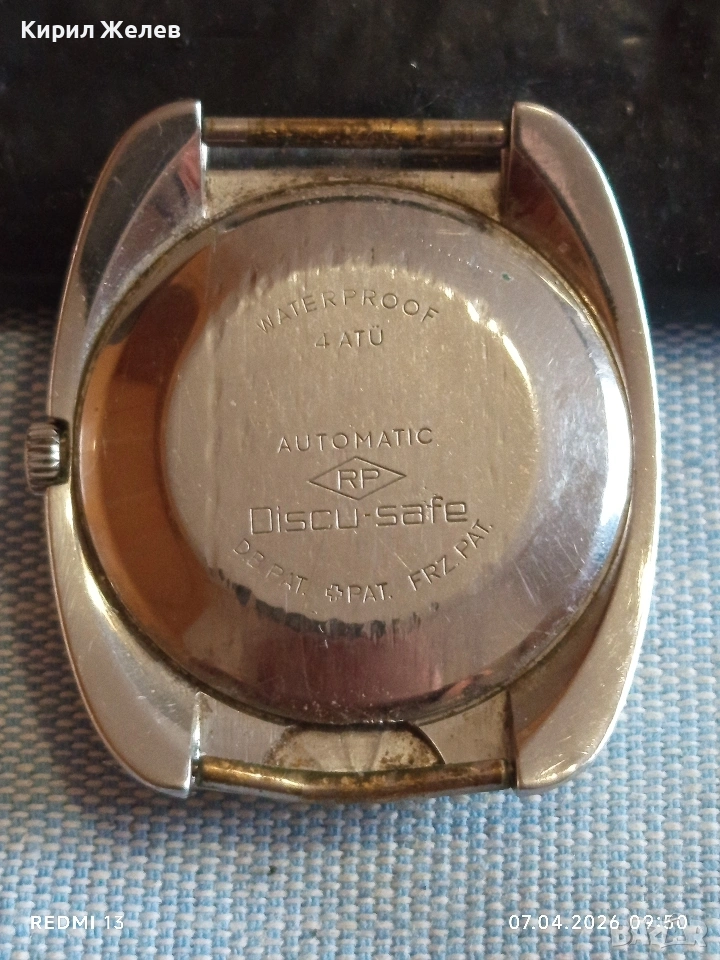 Кирил Желев
WATERPROOF
4 ATÜ
AUTOMATIC
RP
Discu-safe
D.B.PAT. PAT. FRZ.PAT.
REDMI 13
07.04.2026 09:50
BAZAR